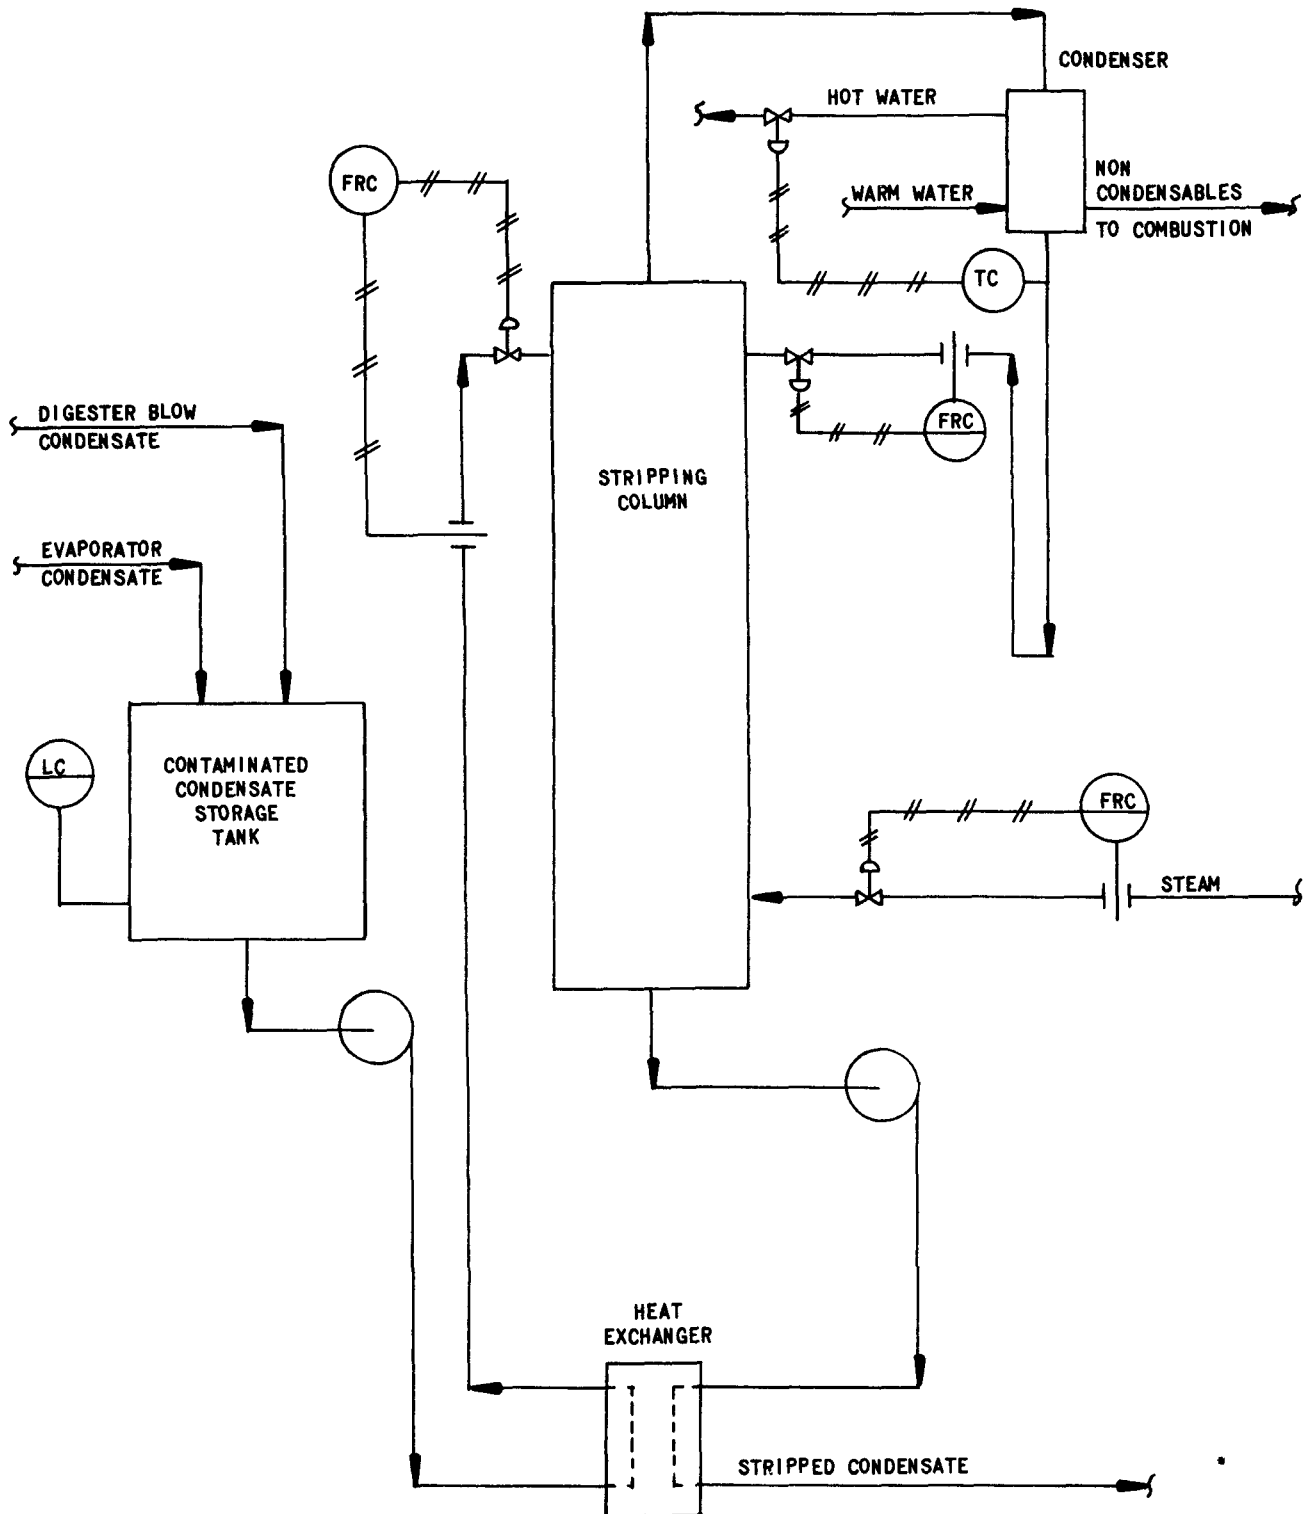 CONDENSER
HOT WATER
NON
CONDENSABLES
TO COMBUSTION
WARM WATER
FRC
TC
DIGESTER BLOW
CONDENSATE
FRC
STRIPPING
COLUMN
EVAPORATOR
CONDENSATE
LC
CONTAMINATED
CONDENSATE
STORAGE
TANK
FRC
STEAM
HEAT
EXCHANGER
STRIPPED CONDENSATE